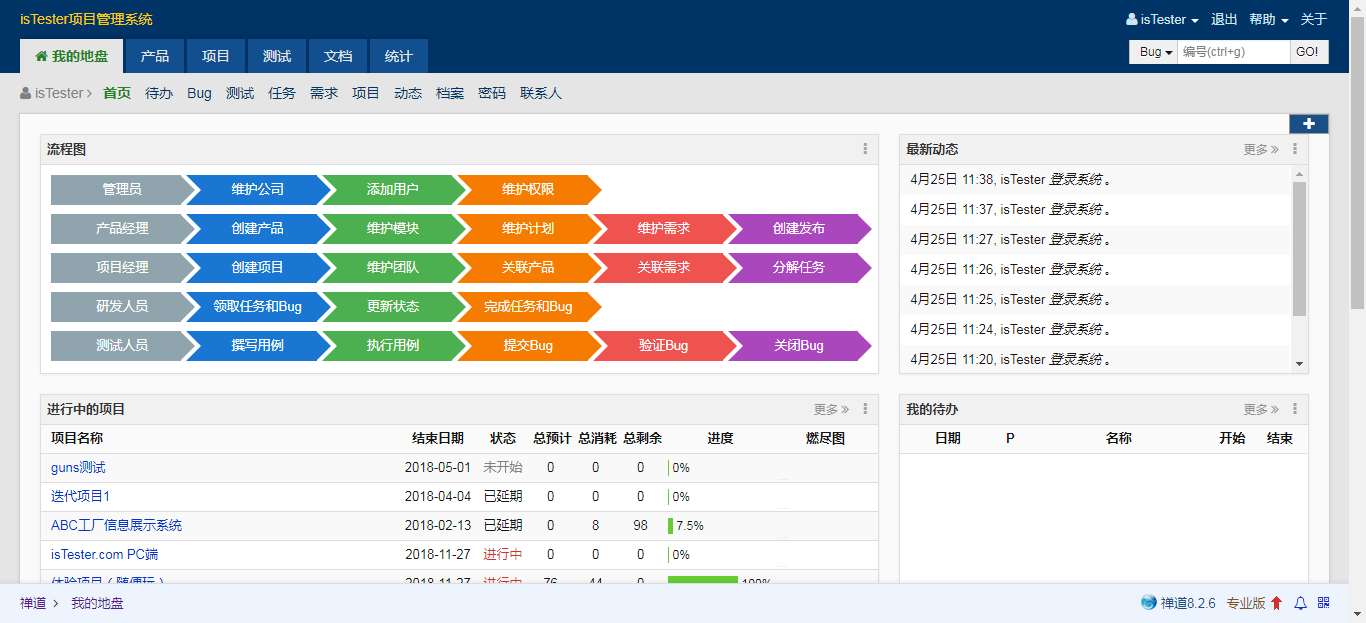 isTester项目管理系统
isTester 退出 帮助 关于
我的地盘 产品 项目 测试 文档 统计
Bug 编号(ctrl+g) GO!
isTester 首页 待办 Bug 测试 任务 需求 项目 动态 档案 密码 联系人
流程图
管理员 维护公司 添加用户 维护权限
产品经理 创建产品 维护模块 维护计划 维护需求 创建发布
项目经理 创建项目 维护团队 关联产品 关联需求 分解任务
研发人员 领取任务和Bug 更新状态 完成任务和Bug
测试人员 撰写用例 执行用例 提交Bug 验证Bug 关闭Bug
最新动态 更多
4月25日 11:38, isTester 登录系统 。
4月25日 11:37, isTester 登录系统 。
4月25日 11:27, isTester 登录系统 。
4月25日 11:26, isTester 登录系统 。
4月25日 11:25, isTester 登录系统 。
4月25日 11:24, isTester 登录系统 。
4月25日 11:20, isTester 登录系统 。
进行中的项目 更多
项目名称 结束日期 状态 总预计 总消耗 总剩余 进度 燃尽图
guns测试 2018-05-01 未开始 0 0 0 0%
迭代项目1 2018-04-04 已延期 0 0 0 0%
ABC工厂信息展示系统 2018-02-13 已延期 0 8 98 7.5%
isTester.com PC端 2018-11-27 进行中 0 0 0 0%
体验项目（随便玩） 2018-11-27 进行中 76 44 0 100%
我的待办 更多
日期 P 名称 开始 结束
禅道 我的地盘
禅道8.2.6 专业版